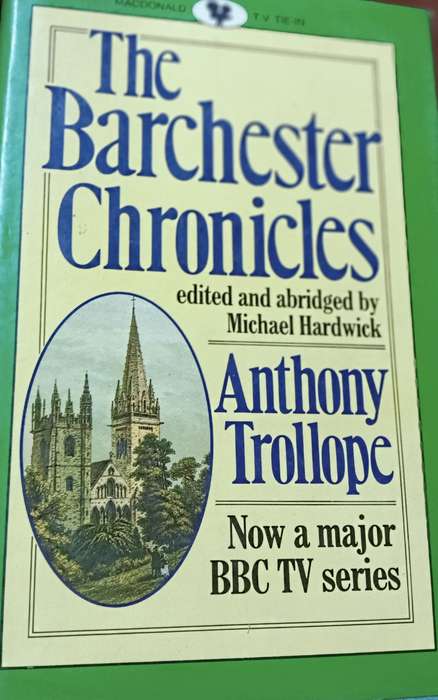 MACDONALD T.V. TIE-IN
The
Barchester
Chronicles
edited and abridged by
Michael Hardwick
Anthony
Trollope
Now a major
BBC TV series